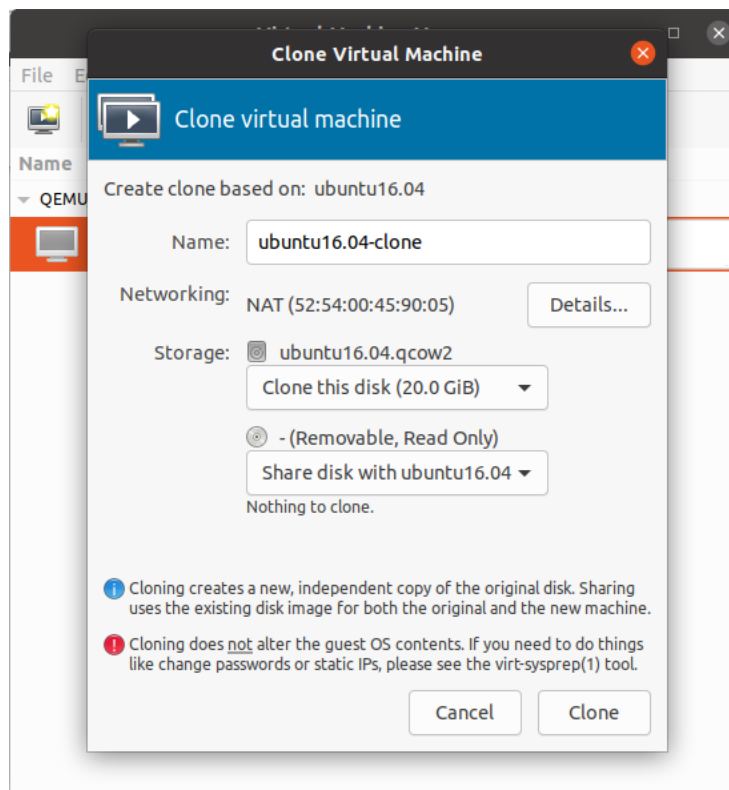 Clone Virtual Machine
File
Clone virtual machine
Name
Create clone based on: ubuntu16.04
QEMU
Name: ubuntu16.04-clone
Networking: NAT (52:54:00:45:90:05) Details...
Storage: ubuntu16.04.qcow2
Clone this disk (20.0 GiB)
- (Removable, Read Only)
Share disk with ubuntu16.04
Nothing to clone.
Cloning creates a new, independent copy of the original disk. Sharing
uses the existing disk image for both the original and the new machine.
Cloning does not alter the guest OS contents. If you need to do things
like change passwords or static IPs, please see the virt-sysprep(1) tool.
Cancel Clone